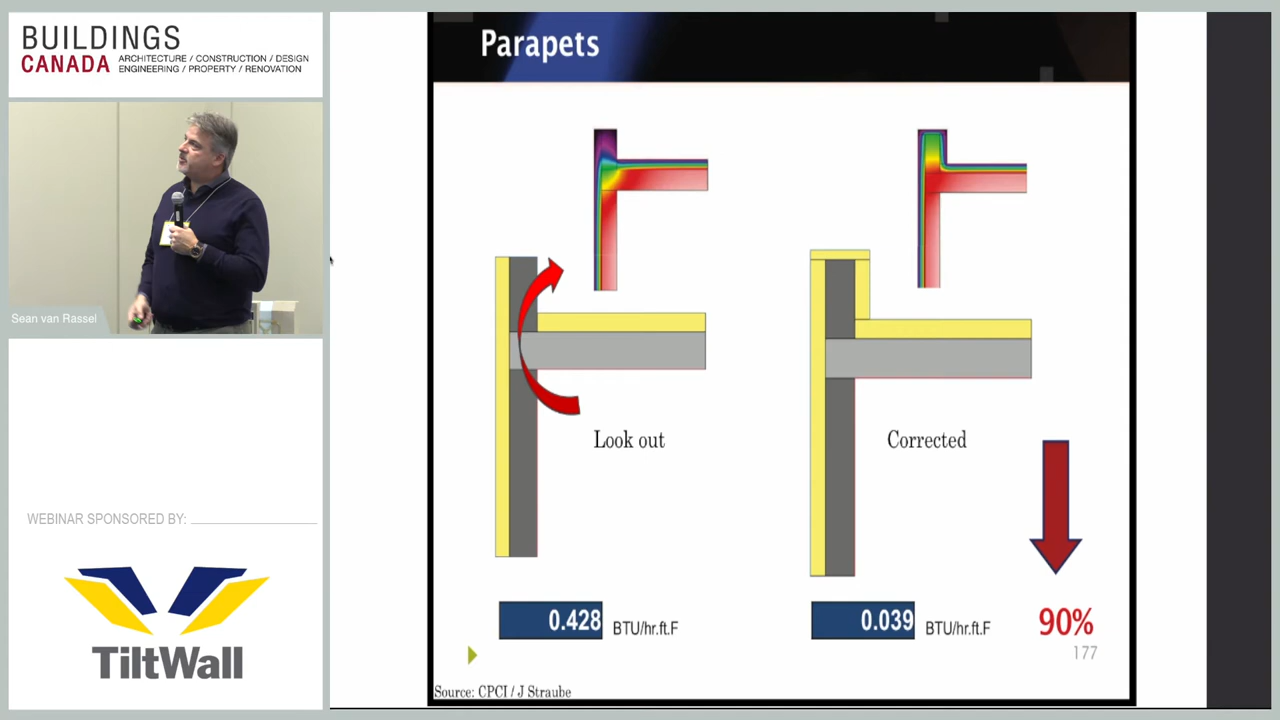 BUILDINGS
CANADA ARCHITECTURE / CONSTRUCTION / DESIGN
ENGINEERING / PROPERTY / RENOVATION
Sean van Rassel
WEBINAR SPONSORED BY:
TiltWall
Parapets
Look out
Corrected
0.428 BTU/hr.ft.F
0.039 BTU/hr.ft.F
90%
177
Source: CPCI / J Straube